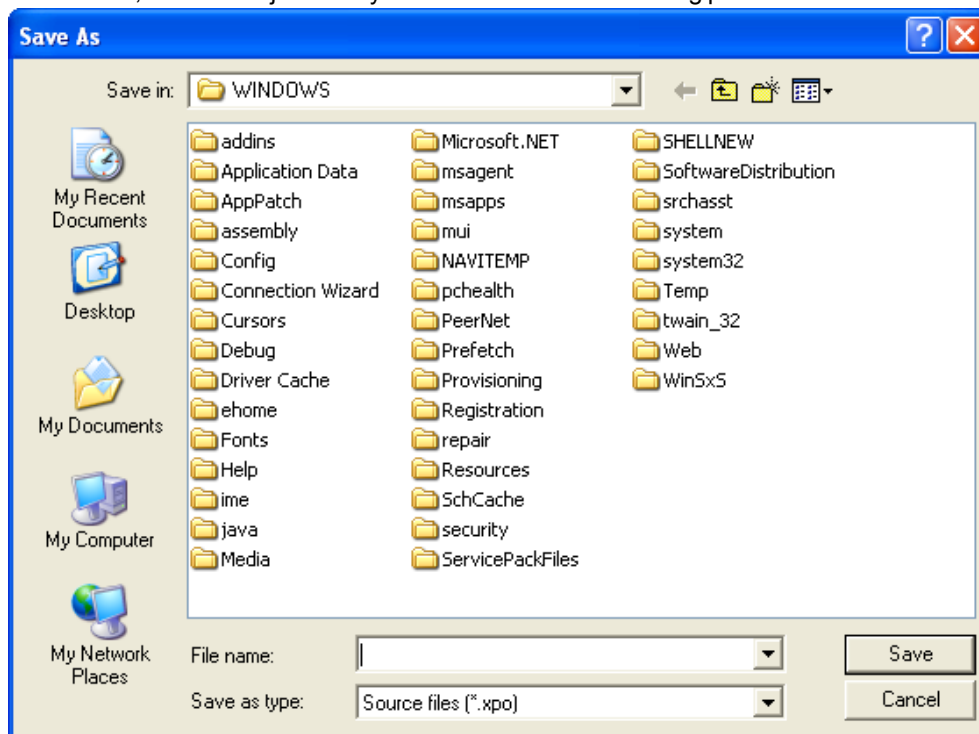 Save As
Save in: WINDOWS
My Recent
Documents
Desktop
My Documents
My Computer
My Network
Places
addins
Application Data
AppPatch
assembly
Config
Connection Wizard
Cursors
Debug
Driver Cache
ehome
Fonts
Help
ime
java
Media
Microsoft.NET
msagent
msapps
mui
NAVITEMP
pchealth
PeerNet
Prefetch
Provisioning
Registration
repair
Resources
SchCache
security
ServicePackFiles
SHELLNEW
SoftwareDistribution
srchasst
system
system32
Temp
twain_32
Web
WinSxS
File name:
Save
Save as type: Source files (*.xpo)
Cancel